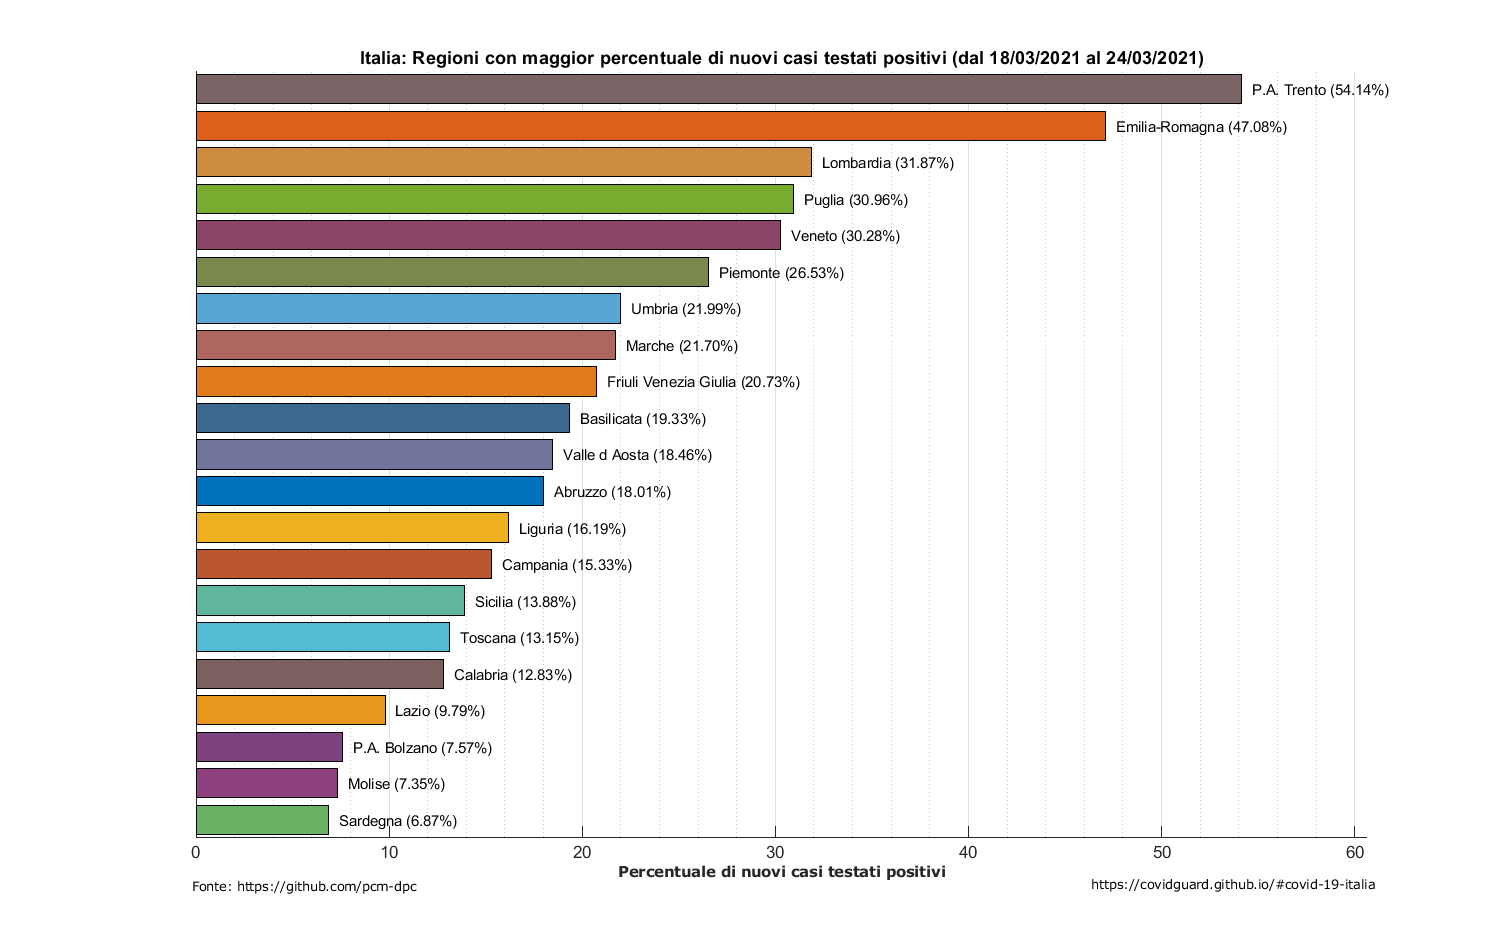 Italia: Regioni con maggior percentuale di nuovi casi testati positivi (dal 18/03/2021 al 24/03/2021)
P.A. Trento (54.14%)
Emilia-Romagna (47.08%)
Lombardia (31.87%)
Puglia (30.96%)
Veneto (30.28%)
Piemonte (26.53%)
Umbria (21.99%)
Marche (21.70%)
Friuli Venezia Giulia (20.73%)
Basilicata (19.33%)
Valle d Aosta (18.46%)
Abruzzo (18.01%)
Liguria (16.19%)
Campania (15.33%)
Sicilia (13.88%)
Toscana (13.15%)
Calabria (12.83%)
Lazio (9.79%)
P.A. Bolzano (7.57%)
Molise (7.35%)
Sardegna (6.87%)
0 10 20 30 40 50 60
Percentuale di nuovi casi testati positivi
Fonte: https://github.com/pcm-dpc
https://covidguard.github.io/#covid-19-italia